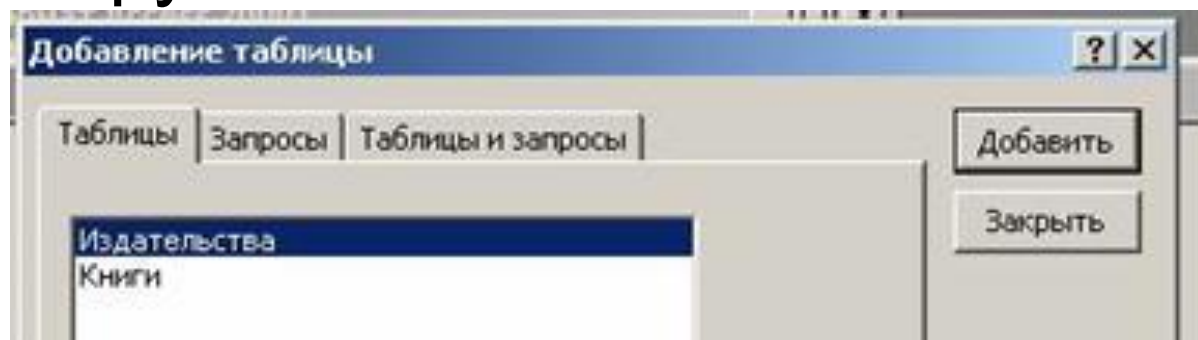 Добавление таблицы
Таблицы Запросы Таблицы и запросы
Добавить
Закрыть
Издательства
Книги